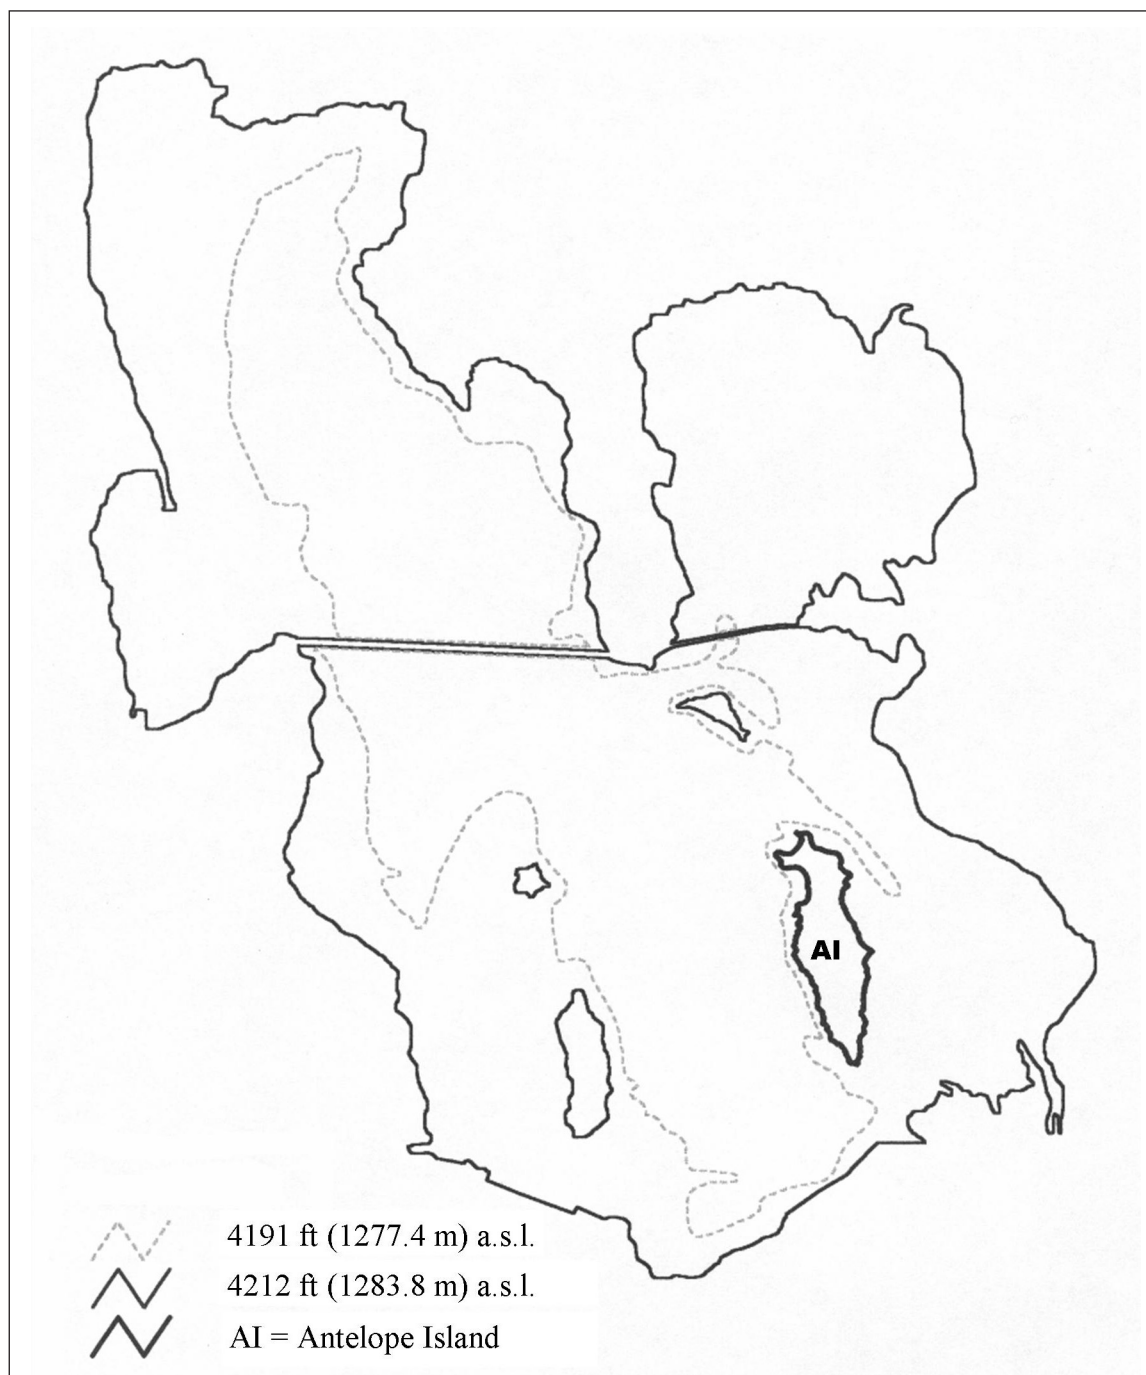 AI
4191 ft (1277.4 m) a.s.l.
4212 ft (1283.8 m) a.s.l.
AI = Antelope Island